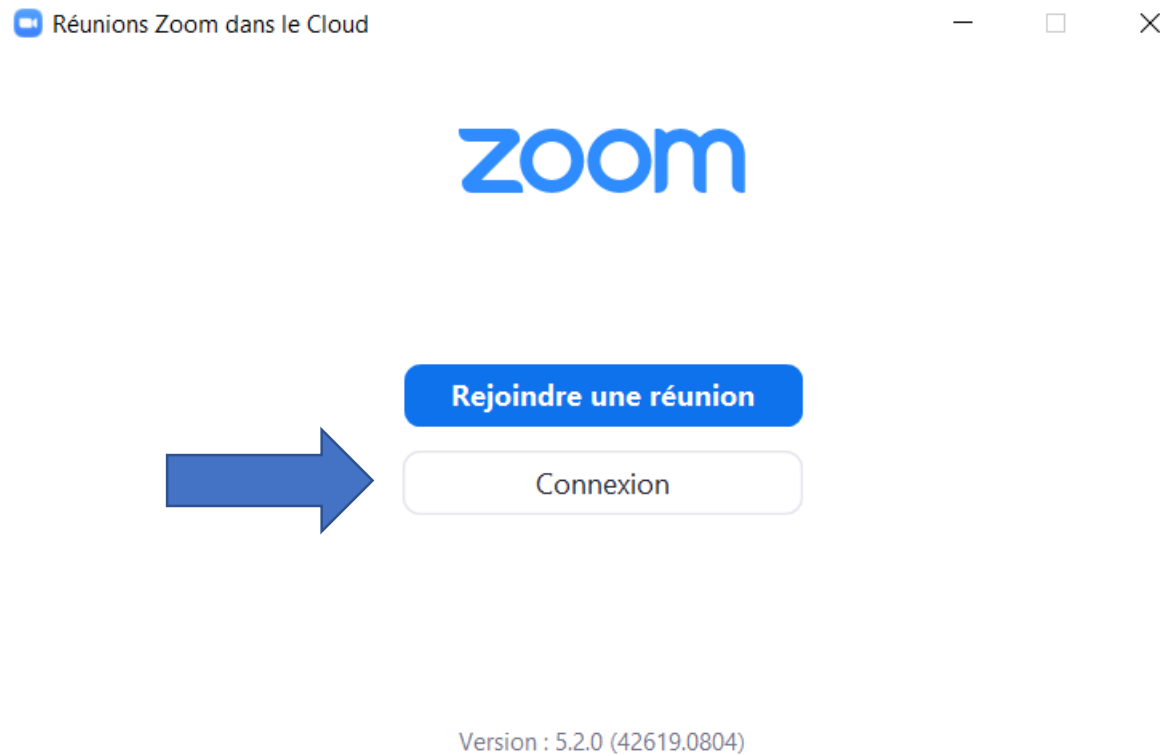 Réunions Zoom dans le Cloud
zoom
Rejoindre une réunion
Connexion
Version : 5.2.0 (42619.0804)